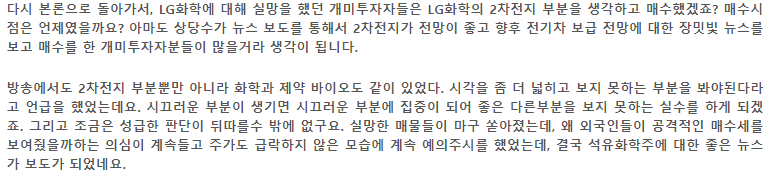 다시 본론으로 돌아가서, LG화학에 대해 실망을 했던 개미투자자들은 LG화학의 2차전지 부분을 생각하고 매수했겠죠? 매수시
점은 언제였을까요? 아마도 상당수가 뉴스 보도를 통해서 2차전지가 전망이 좋고 향후 전기차 보급 전망에 대한 장밋빛 뉴스를
보고 매수를 한 개미투자자분들이 많을거라 생각이 됩니다.
방송에서도 2차전지 부분뿐만 아니라 화학과 제약 바이오도 같이 있었다. 시각을 좀 더 넓히고 보지 못하는 부분을 봐야된다라
고 언급을 했었는데요. 시끄러운 부분이 생기면 시끄러운 부분에 집중이 되어 좋은 다른부분을 보지 못하는 실수를 하게 되겠
죠. 그리고 조금은 성급한 판단이 뒤따를수 밖에 없구요. 실망한 매물들이 마구 쏟아졌는데, 왜 외국인들이 공격적인 매수세를
보여줬을까하는 의심이 계속들고 주가도 급락하지 않은 모습에 계속 예의주시를 했었는데, 결국 석유화학주에 대한 좋은 뉴스
가 보도가 되었네요.